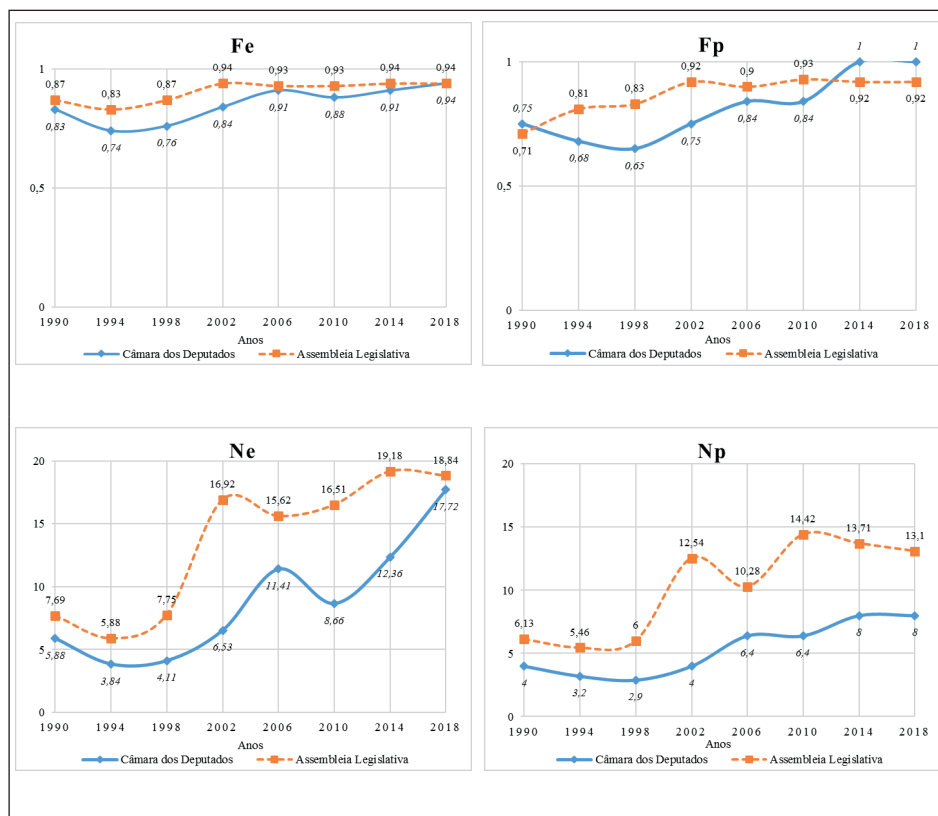 Fe
0,87 0,83 0,87 0,94 0,93 0,93 0,94 0,94
1
0,83 0,74 0,76 0,84 0,91 0,88 0,91 0,94
0,5
0
1990 1994 1998 2002 2006 2010 2014 2018
Anos
Câmara dos Deputados Assembleia Legislativa
Fp
1 1
1
0,75 0,81 0,83 0,92 0,9 0,93
0,71 0,68 0,65 0,75 0,84 0,84 0,92 0,92
0,5
0
1990 1994 1998 2002 2006 2010 2014 2018
Anos
Câmara dos Deputados Assembleia Legislativa
Ne
20
7,69 5,88 7,75 16,92 15,62 16,51 19,18 18,84
15
10
5,88 3,84 4,11 6,53 11,41 8,66 12,36 17,72
5
0
1990 1994 1998 2002 2006 2010 2014 2018
Anos
Câmara dos Deputados Assembleia Legislativa
Np
20
15
6,13 5,46 6 12,54 10,28 14,42 13,71 13,1
10
5
4 3,2 2,9 4 6,4 6,4 8 8
0
1990 1994 1998 2002 2006 2010 2014 2018
Anos
Câmara dos Deputados Assembleia Legislativa